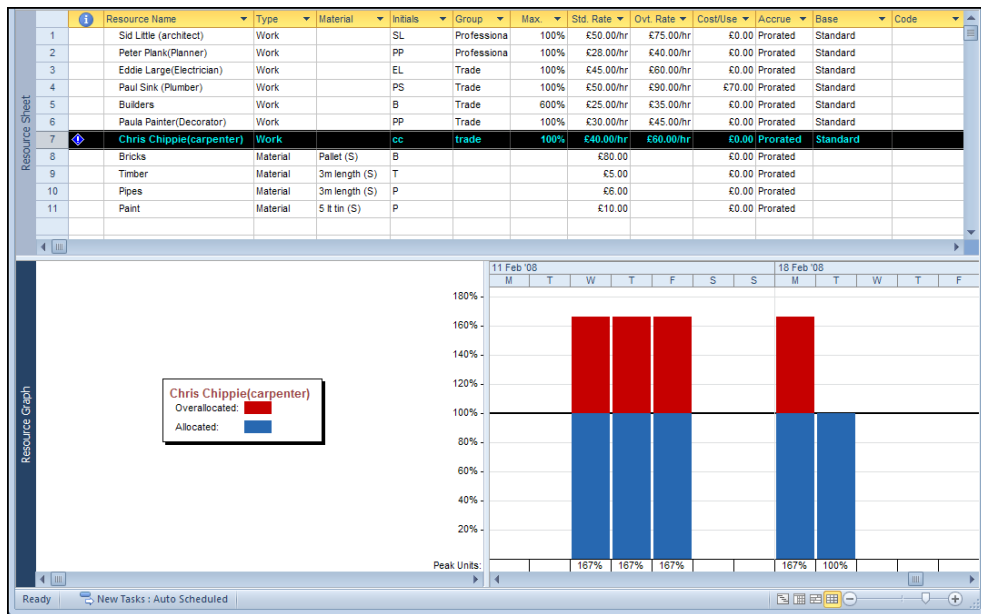 Resource Name Type Material Initials Group Max. Std. Rate Ovt. Rate Cost/Use Accrue Base Code
1 Sid Little (architect) Work SL Professiona 100% £50.00/hr £75.00/hr £0.00 Prorated Standard
2 Peter Plank(Planner) Work PP Professiona 100% £28.00/hr £40.00/hr £0.00 Prorated Standard
3 Eddie Large(Electrician) Work EL Trade 100% £45.00/hr £60.00/hr £0.00 Prorated Standard
4 Paul Sink (Plumber) Work PS Trade 100% £50.00/hr £90.00/hr £70.00 Prorated Standard
5 Builders Work B Trade 600% £25.00/hr £35.00/hr £0.00 Prorated Standard
6 Paula Painter(Decorator) Work PP Trade 100% £30.00/hr £45.00/hr £0.00 Prorated Standard
7 Chris Chippie(carpenter) Work cc trade 100% £40.00/hr £60.00/hr £0.00 Prorated Standard
8 Bricks Material Pallet (S) B £80.00 £0.00 Prorated
9 Timber Material 3m length (S) T £5.00 £0.00 Prorated
10 Pipes Material 3m length (S) P £6.00 £0.00 Prorated
11 Paint Material 5 lt tin (S) P £10.00 £0.00 Prorated
Resource Sheet
11 Feb '08 18 Feb '08
M T W T F S S M T W T F
180%
160%
140%
120%
100%
80%
60%
40%
20%
Chris Chippie(carpenter)
Overallocated:
Allocated:
Resource Graph
Peak Units: 167% 167% 167% 167% 100%
Ready New Tasks : Auto Scheduled